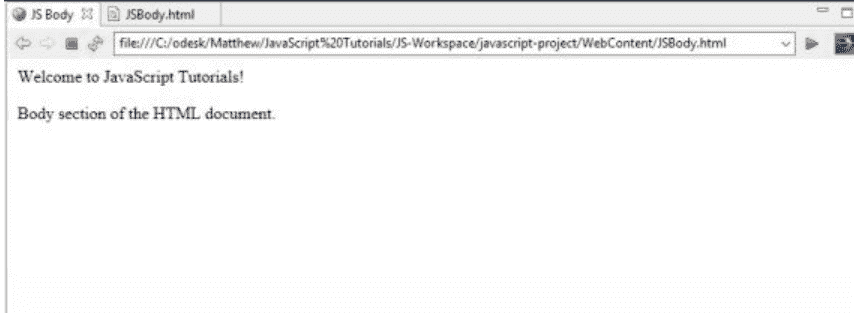 JS Body JSBody.html
file:///C:/odesk/Matthew/JavaScript%20Tutorials/JS-Workspace/javascript-project/WebContent/JSBody.html
Welcome to JavaScript Tutorials!
Body section of the HTML document.